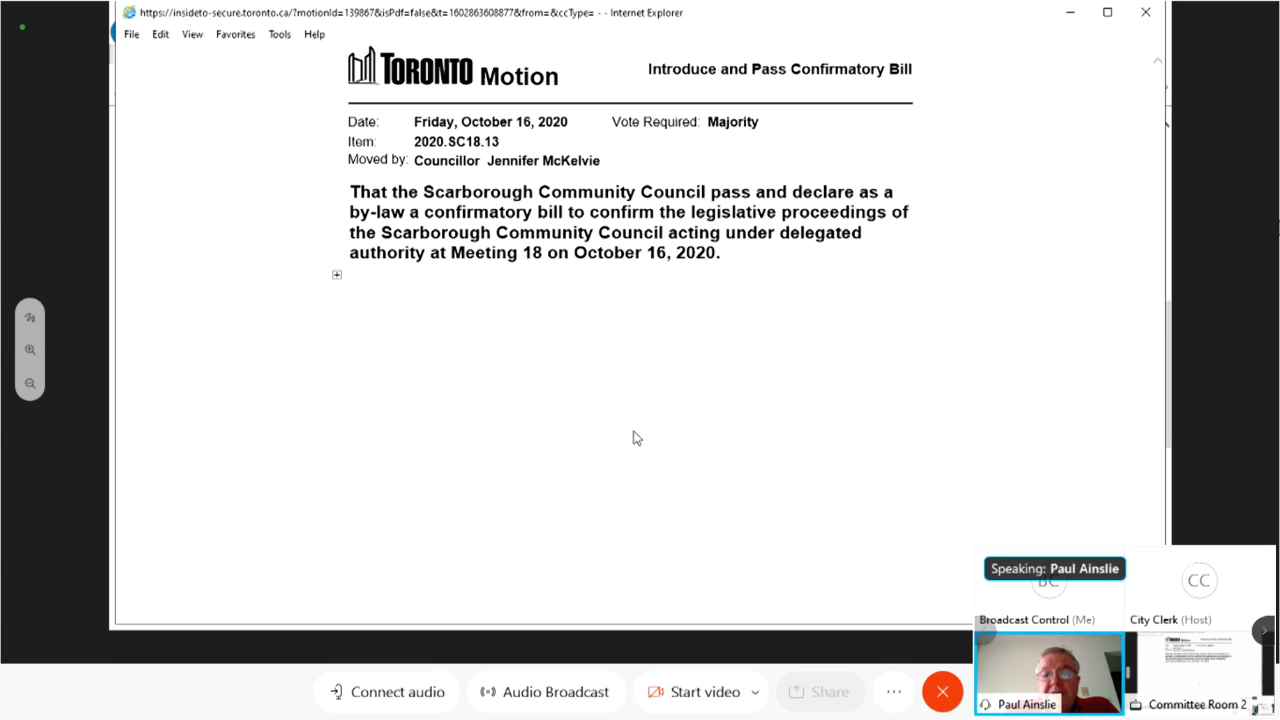 https://insideto-secure.toronto.ca/?motionId=139867&isPdf=false&t=1602863608877&from=&ccType= - - Internet Explorer
File Edit View Favorites Tools Help
TORONTO Motion
Introduce and Pass Confirmatory Bill
Date: Friday, October 16, 2020 Vote Required: Majority
Item: 2020.SC18.13
Moved by: Councillor Jennifer McKelvie
That the Scarborough Community Council pass and declare as a
by-law a confirmatory bill to confirm the legislative proceedings of
the Scarborough Community Council acting under delegated
authority at Meeting 18 on October 16, 2020.
Speaking: Paul Ainslie
BC
CC
Broadcast Control (Me)
City Clerk (Host)
Paul Ainslie
Committee Room 2
Connect audio
Audio Broadcast
Start video
Share